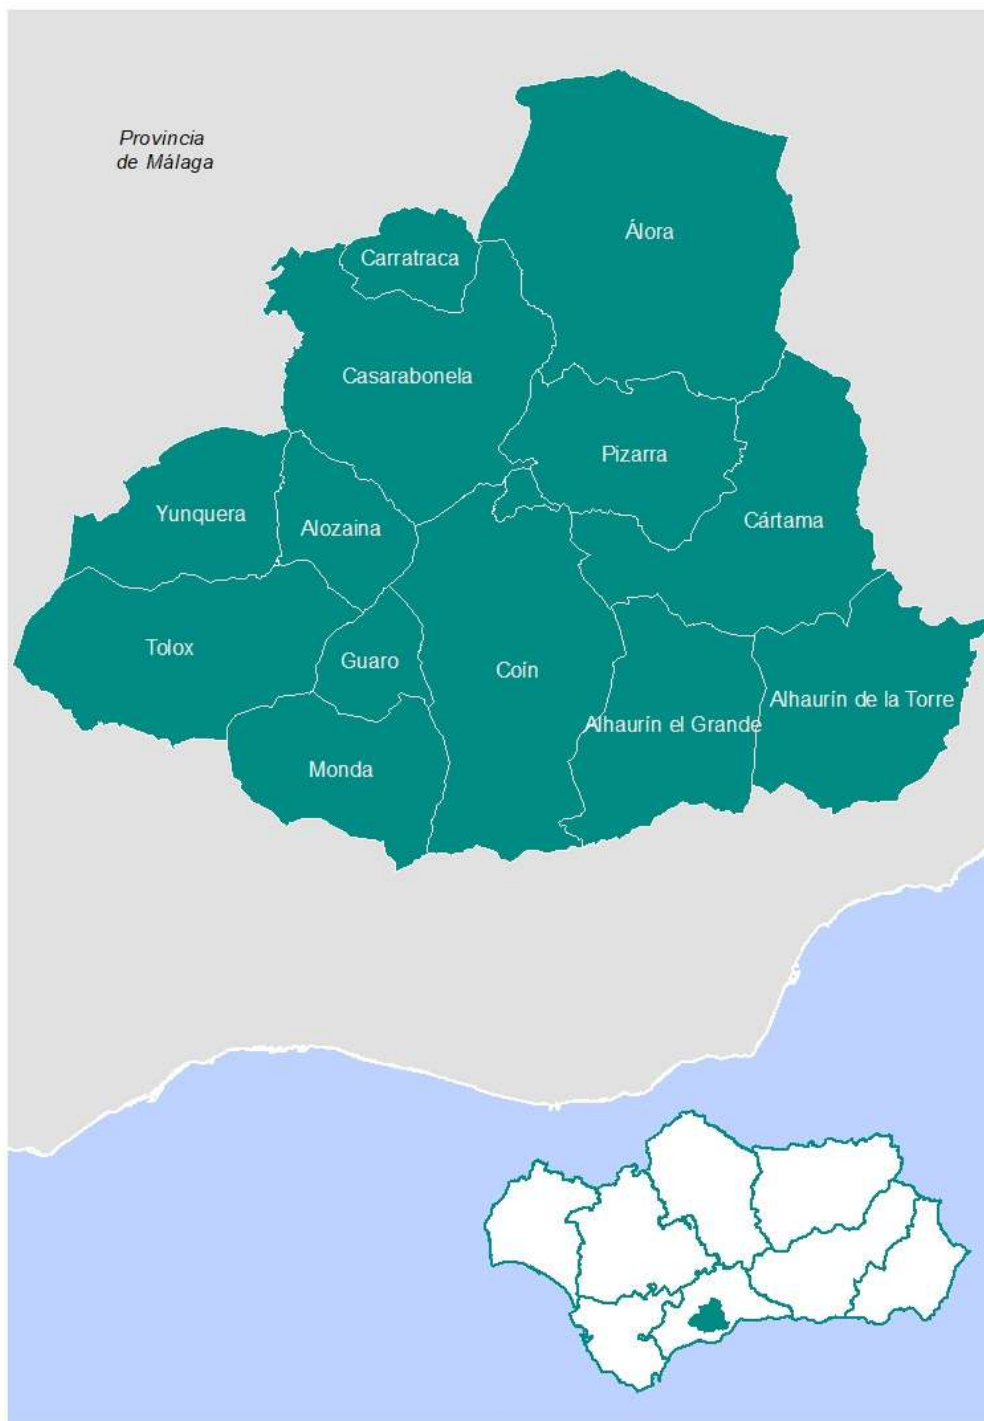 Provincia
de Málaga
Álora
Carratraca
Casarabonela
Pizarra
Yunquera
Alozaina
Cártama
Tolox
Guaro
Coín
Alhaurín de la Torre
Alhaurín el Grande
Monda